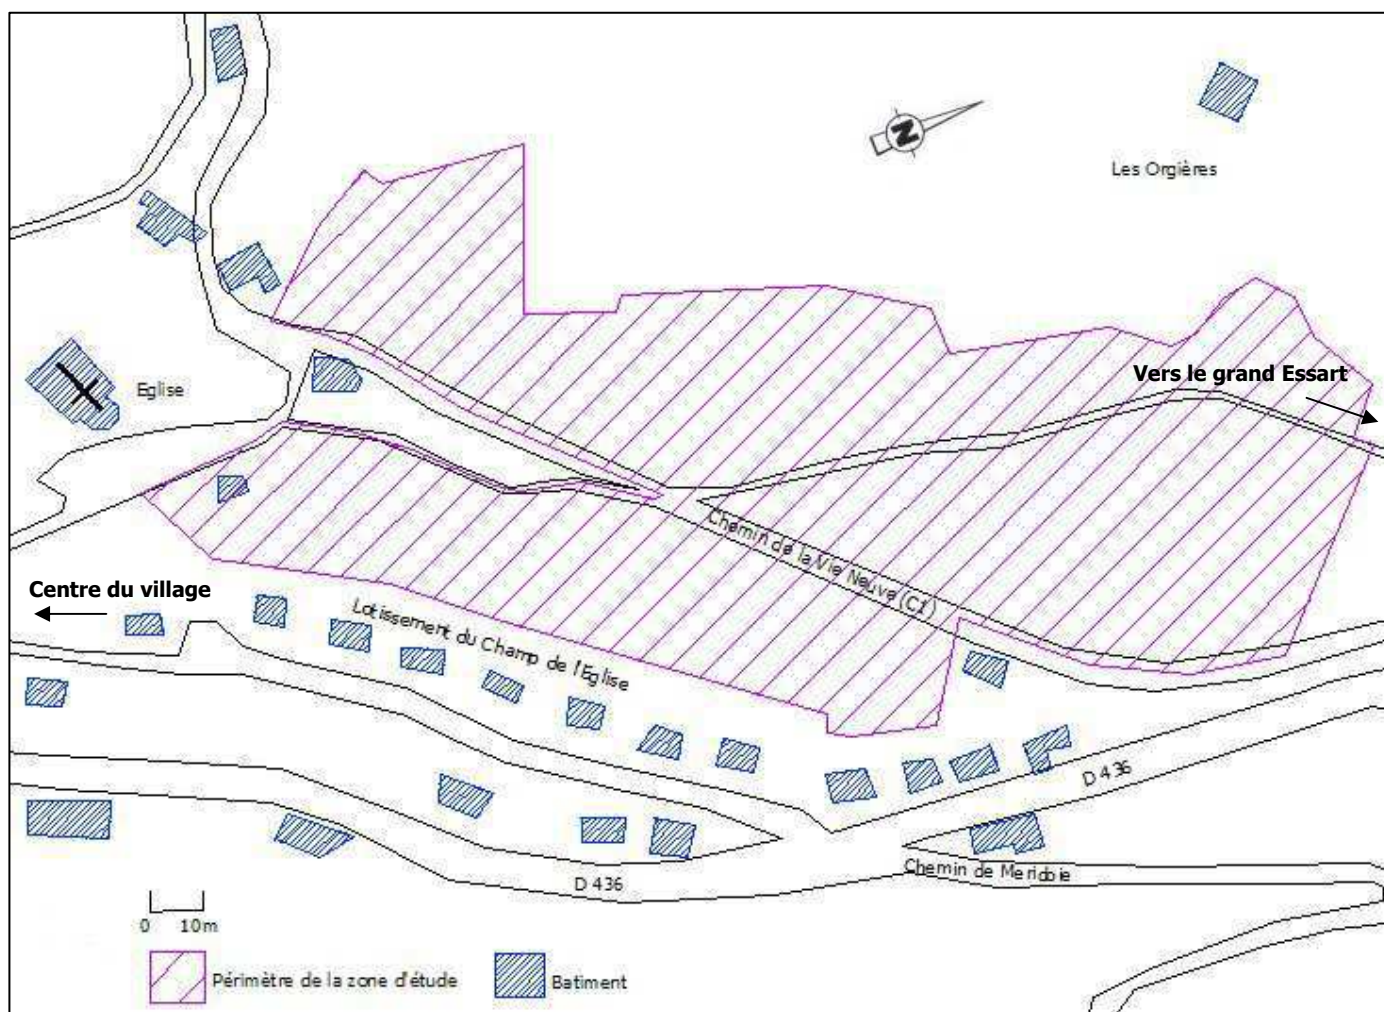 N
Les Orgières
Vers le grand Essart
Eglise
Chemin de la Vie Neuve (C1)
Centre du village
Lotissement du Champ de l'Eglise
D 436
Chemin de Meridbie
D 436
0 10m
Périmètre de la zone d'étude
Batiment